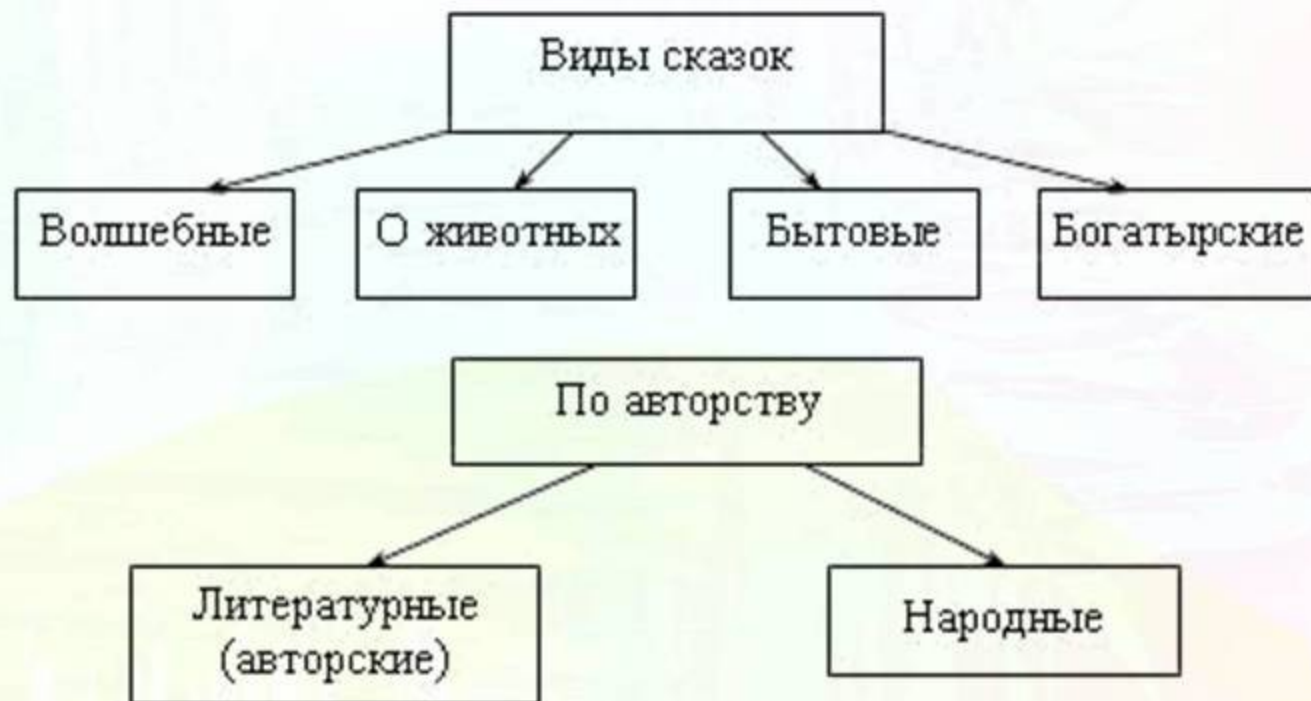 Виды сказок
Волшебные
О животных
Бытовые
Богатырские
По авторству
Литературные
(авторские)
Народные